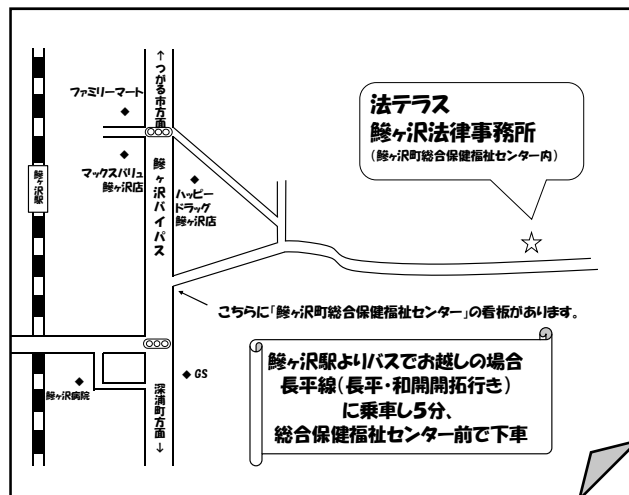 ↑つがる市方面
ファミリーマート
マックスバリュ
鰺ヶ沢店
鰺ヶ沢駅
鰺ヶ沢バイパス
ハッピー
ドラッグ
鰺ヶ沢店
法テラス
鰺ヶ沢法律事務所
(鰺ヶ沢町総合保健福祉センター内)
こちらに「鰺ヶ沢町総合保健福祉センター」の看板があります。
鰺ヶ沢病院
GS
深浦町方面↓
鰺ヶ沢駅よりバスでお越しの場合
長平線(長平・和開開拓行き)
に乗車し5分、
総合保健福祉センター前で下車